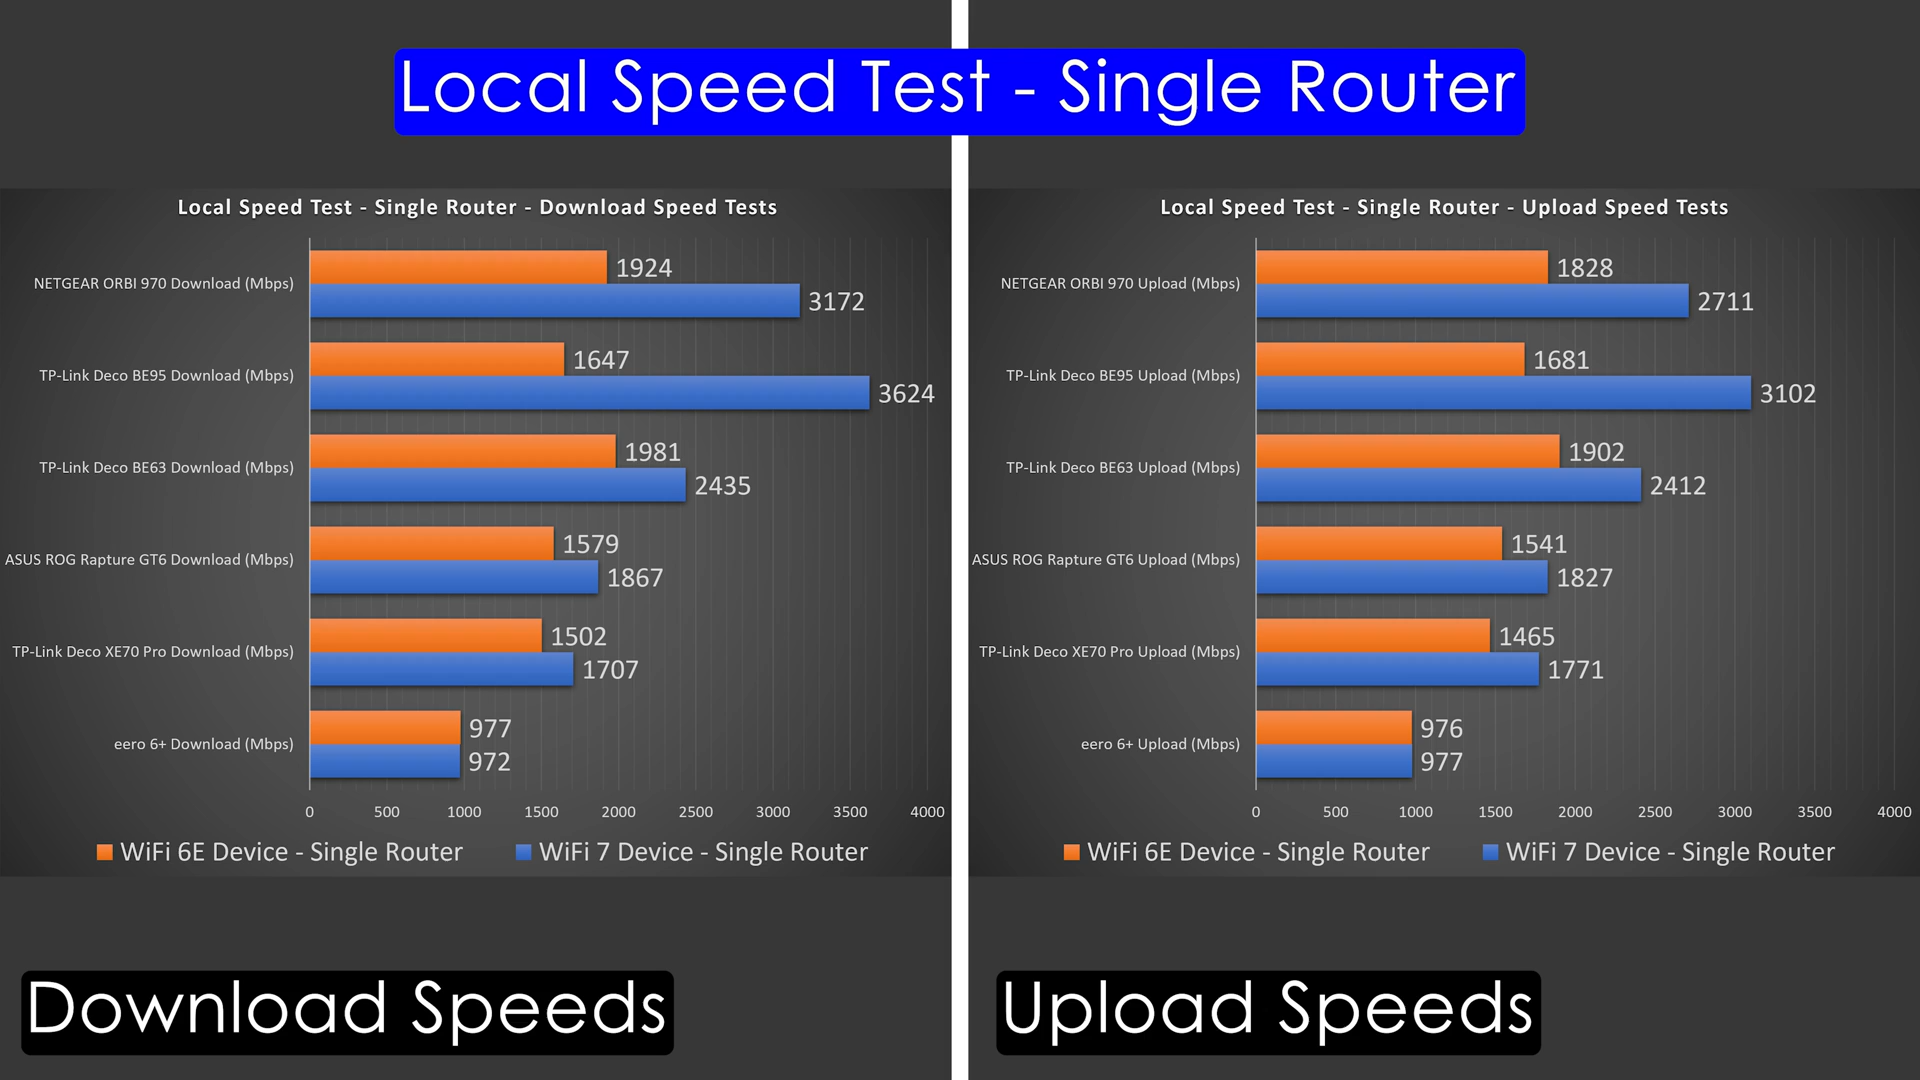 Local Speed Test - Single Router
Local Speed Test - Single Router - Download Speed Tests
NETGEAR ORBI 970 Download (Mbps)
1924
3172
TP-Link Deco BE95 Download (Mbps)
1647
3624
TP-Link Deco BE63 Download (Mbps)
1981
2435
ASUS ROG Rapture GT6 Download (Mbps)
1579
1867
TP-Link Deco XE70 Pro Download (Mbps)
1502
1707
eero 6+ Download (Mbps)
977
972
0 500 1000 1500 2000 2500 3000 3500 4000
WiFi 6E Device - Single Router WiFi 7 Device - Single Router
Download Speeds
Local Speed Test - Single Router - Upload Speed Tests
NETGEAR ORBI 970 Upload (Mbps)
1828
2711
TP-Link Deco BE95 Upload (Mbps)
1681
3102
TP-Link Deco BE63 Upload (Mbps)
1902
2412
ASUS ROG Rapture GT6 Upload (Mbps)
1541
1827
TP-Link Deco XE70 Pro Upload (Mbps)
1465
1771
eero 6+ Upload (Mbps)
976
977
0 500 1000 1500 2000 2500 3000 3500 4000
WiFi 6E Device - Single Router WiFi 7 Device - Single Router
Upload Speeds